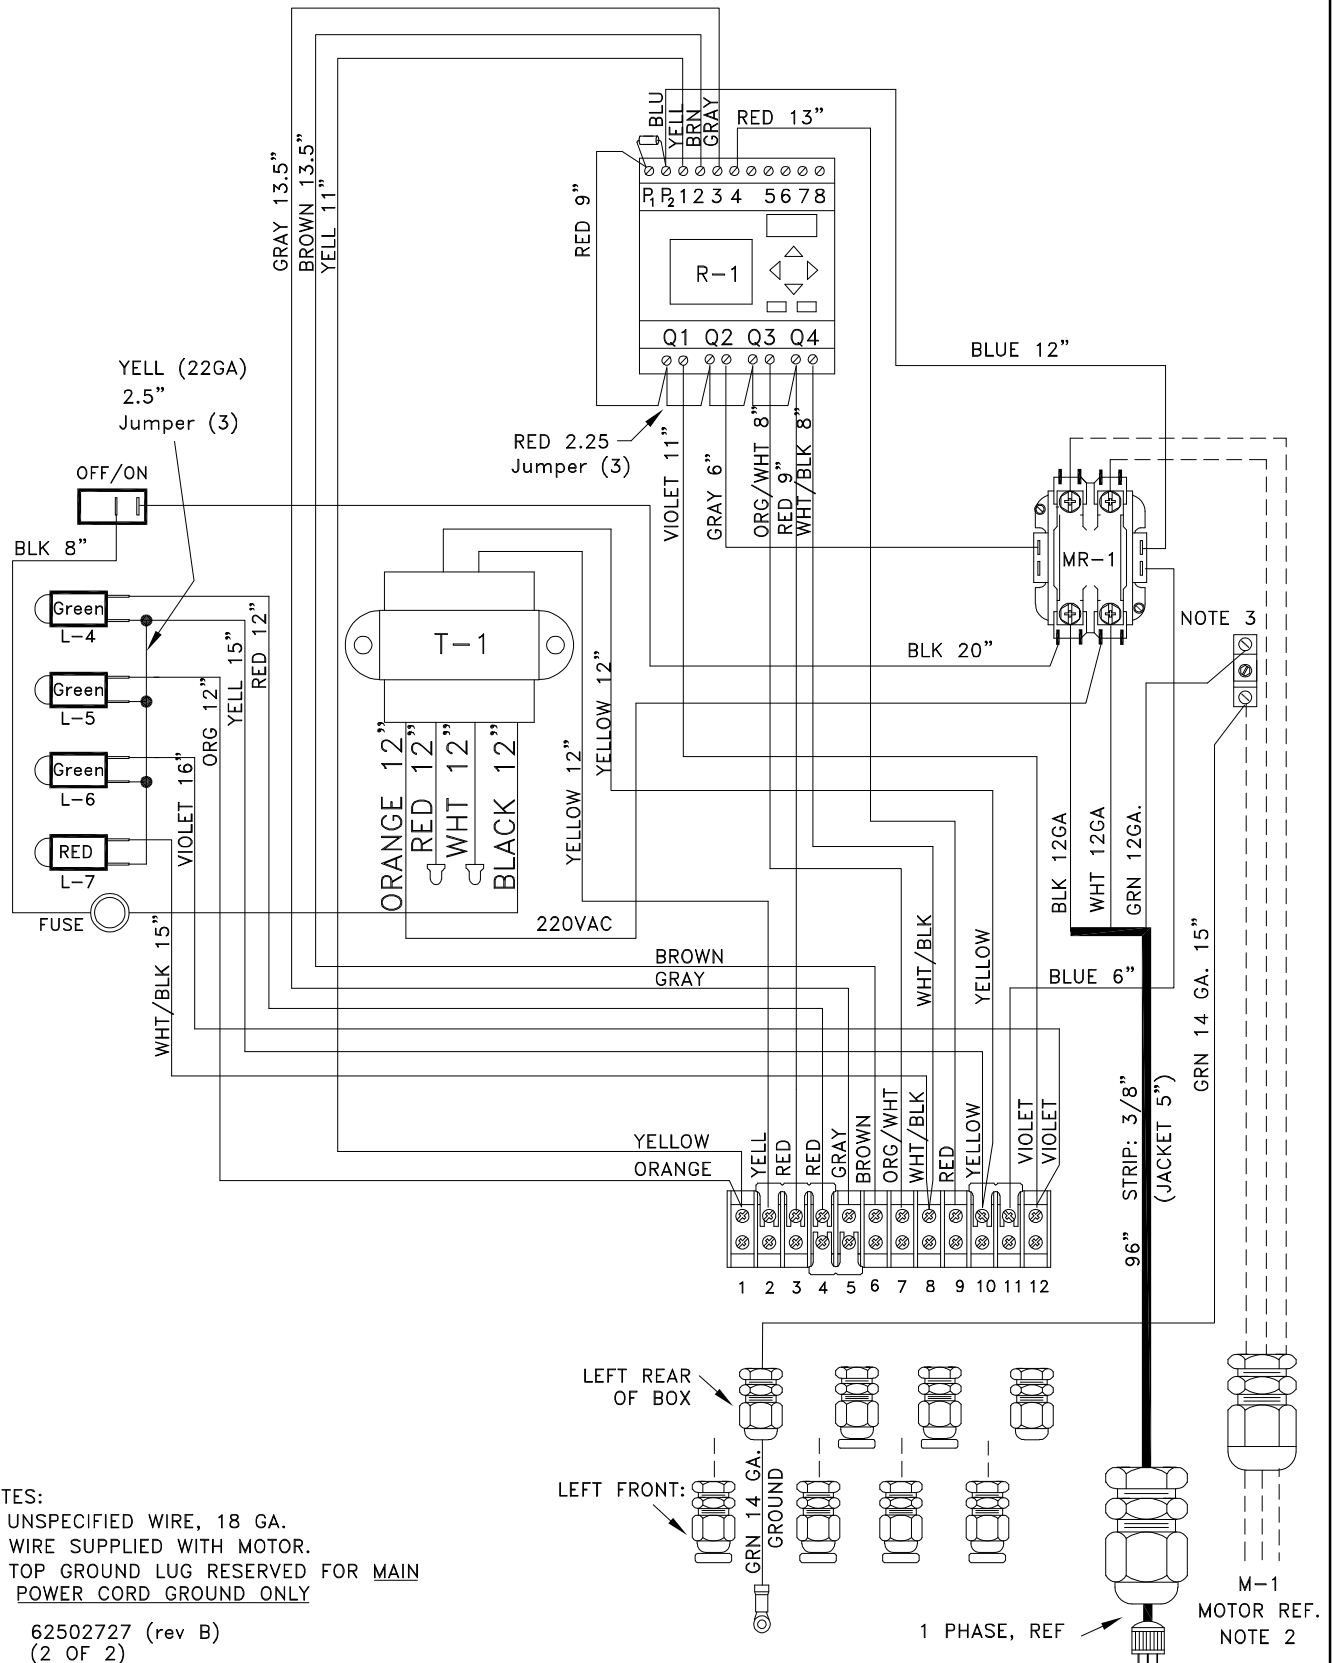 BLU
YELL
BRN
GRAY
RED 13"
GRAY 13.5"
BROWN 13.5"
YELL 11"
RED 9"
P1 P2 1 2 3 4 5 6 7 8
R-1
Q1 Q2 Q3 Q4
BLUE 12"
YELL (22GA)
2.5"
Jumper (3)
RED 2.25
Jumper (3)
VIOLET 11"
GRAY 6"
ORG/WHT 8"
RED 9"
WHT/BLK 8"
OFF/ON
BLK 8"
MR-1
NOTE 3
Green
L-4
Green
L-5
Green
L-6
RED
L-7
FUSE
T-1
BLK 20"
RED 12"
YELL 15"
ORG 12"
VIOLET 16"
WHT/BLK 15"
ORANGE 12"
RED 12"
WHT 12"
BLACK 12"
YELLOW 12"
YELLOW 12"
220VAC
BROWN
GRAY
WHT/BLK
YELLOW
BLK 12GA
WHT 12GA
GRN 12GA.
BLUE 6"
GRN 14 GA. 15"
YELLOW
ORANGE
YELL
RED
RED
GRAY
BROWN
ORG/WHT
WHT/BLK
RED
YELLOW
VIOLET
VIOLET
96" STRIP: 3/8"
(JACKET 5")
1 2 3 4 5 6 7 8 9 10 11 12
LEFT REAR
OF BOX
LEFT FRONT:
GRN 14 GA.
GROUND
TES:
UNSPECIFIED WIRE, 18 GA.
WIRE SUPPLIED WITH MOTOR.
TOP GROUND LUG RESERVED FOR MAIN
POWER CORD GROUND ONLY
62502727 (rev B)
(2 OF 2)
1 PHASE, REF
M-1
MOTOR REF.
NOTE 2